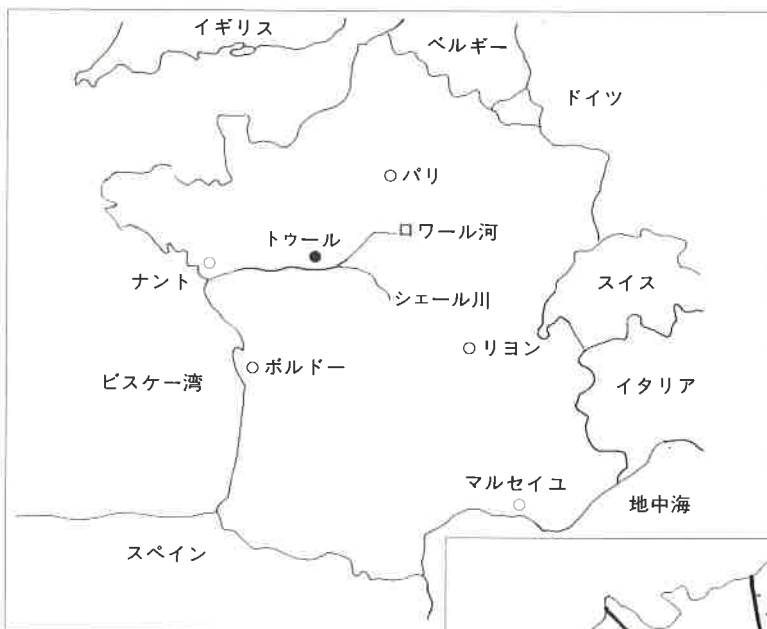 イギリス
ベルギー
ドイツ
パリ
ロワール河
トゥール
ナント
シェール川
スイス
リヨン
ボルドー
ビスケー湾
イタリア
マルセイユ
地中海
スペイン